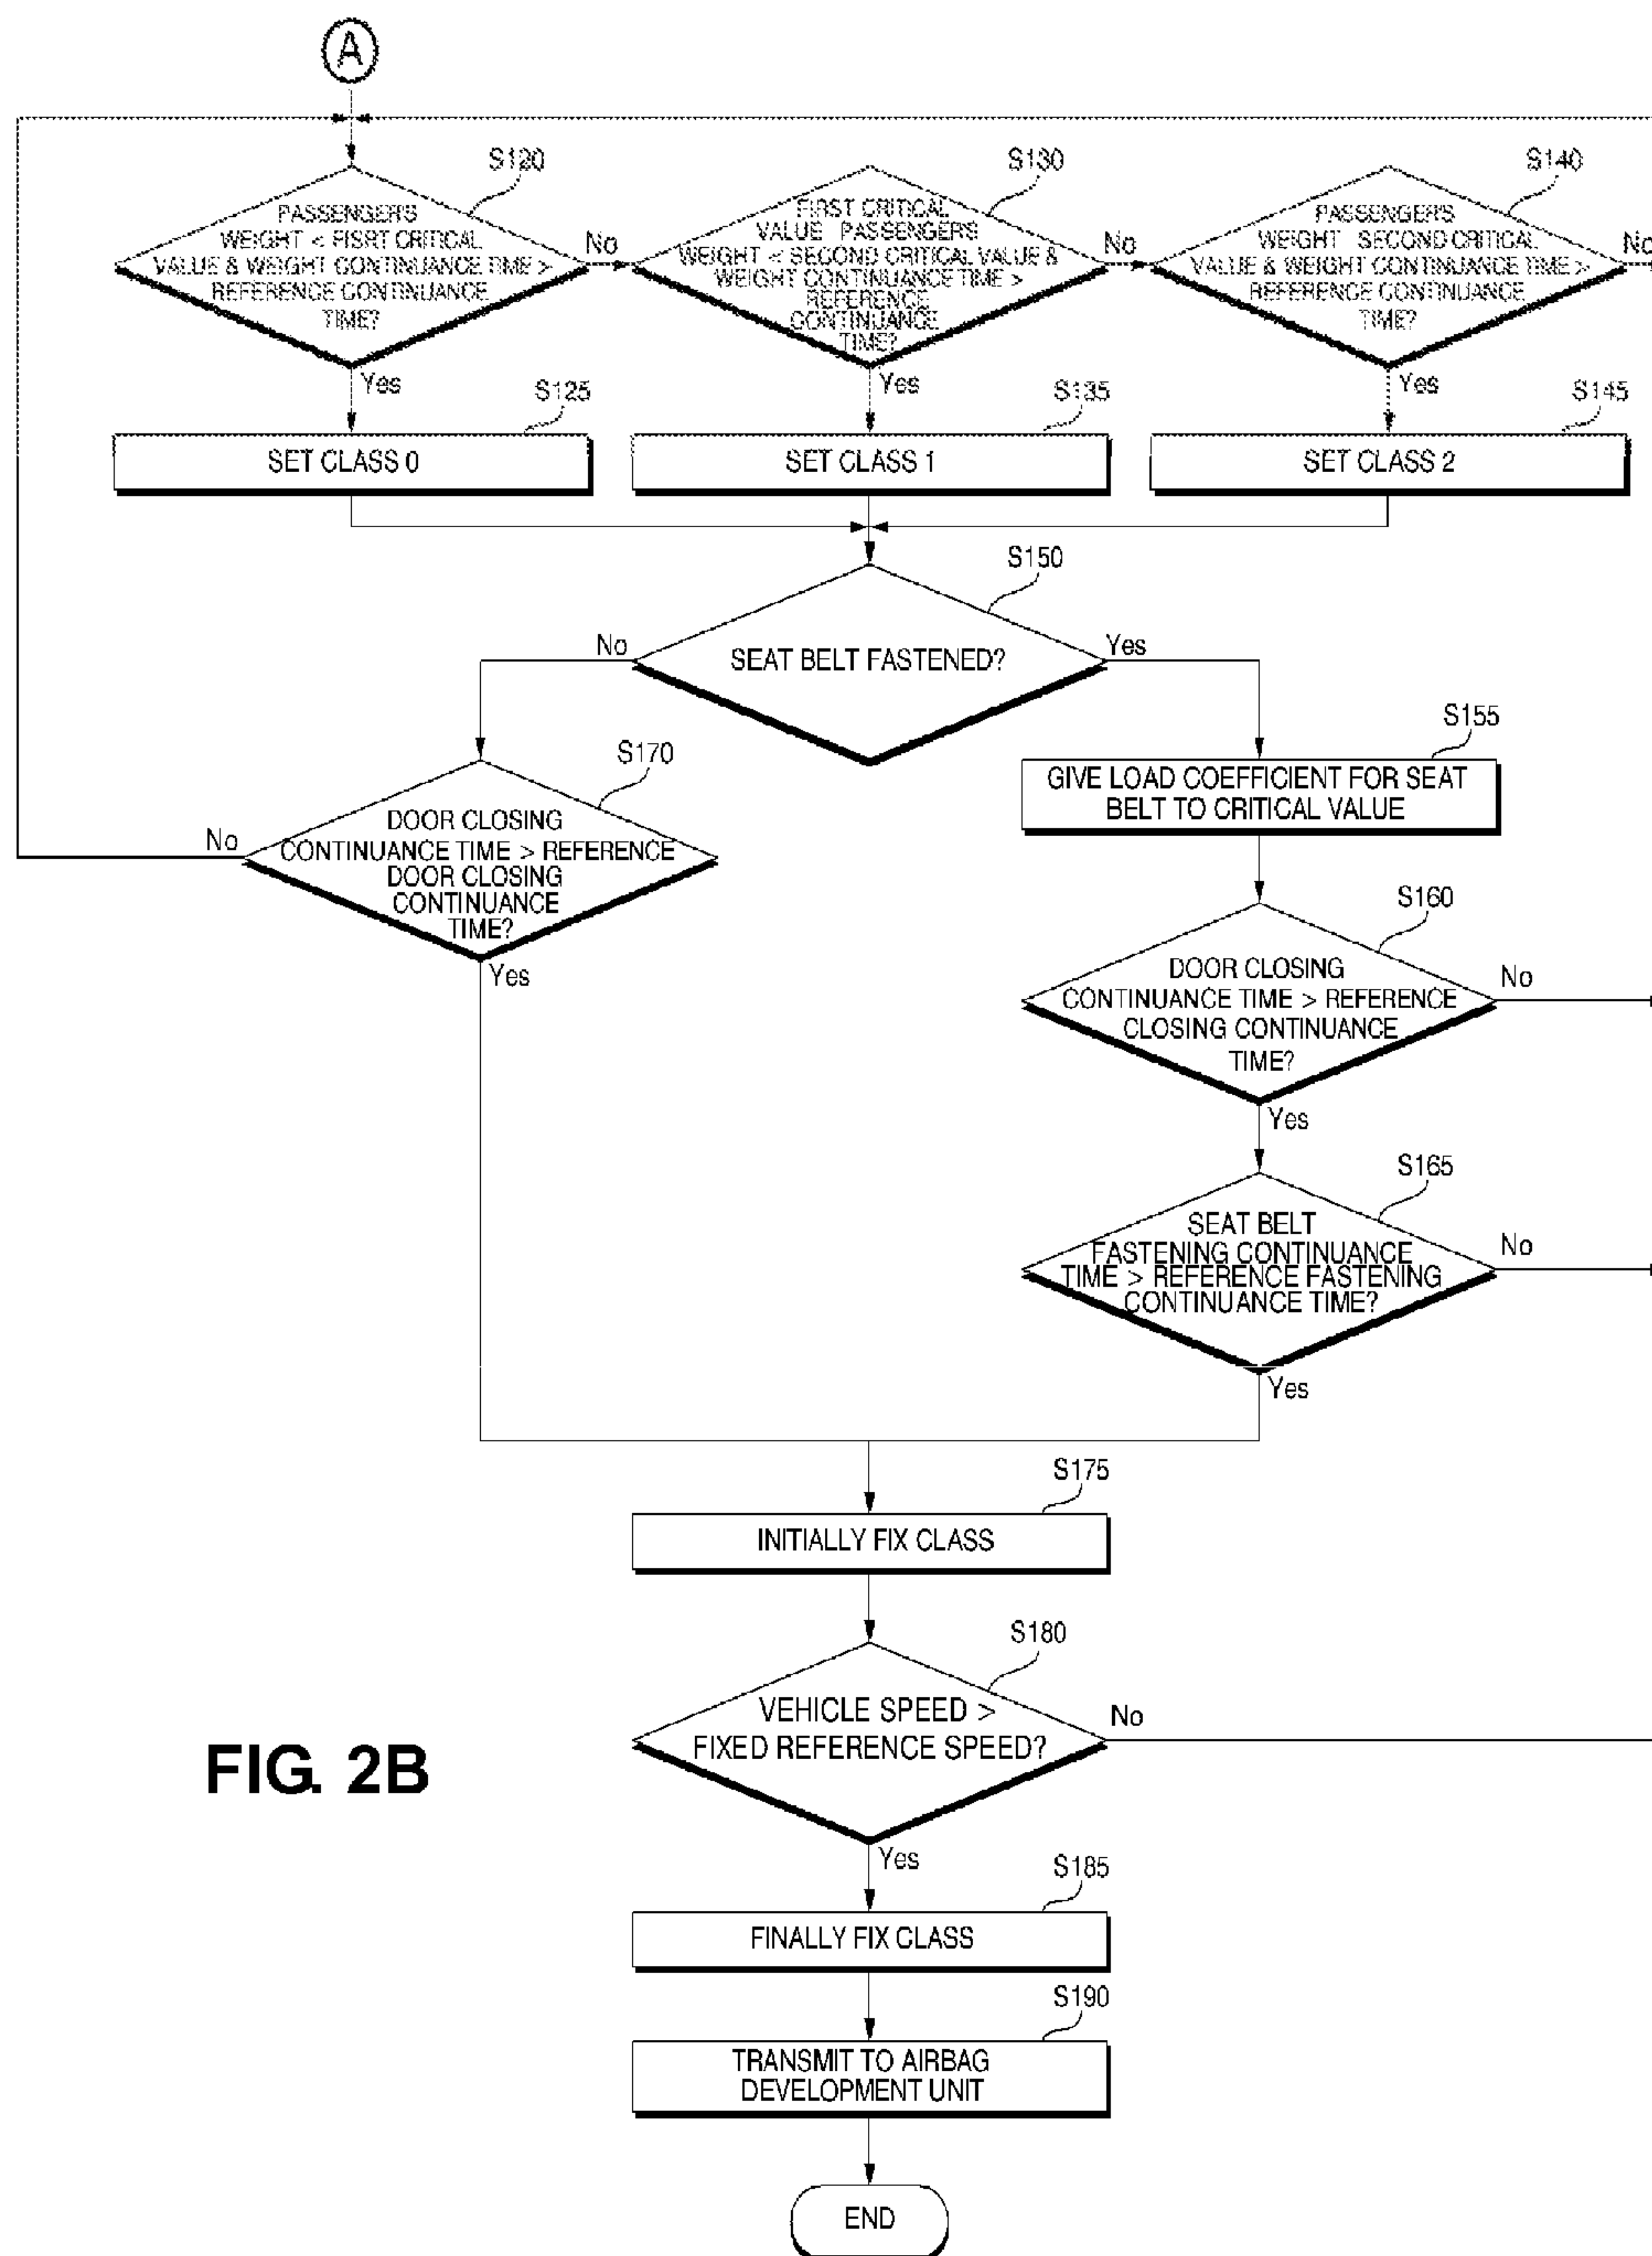 A
S120
PASSENGER'S
WEIGHT < FISRT CRITICAL
VALUE & WEIGHT CONTINUANCE TIME >
REFERENCE CONTINUANCE
TIME?
No
Yes
S130
FIRST CRITICAL
VALUE PASSENGER'S
WEIGHT < SECOND CRITICAL VALUE &
WEIGHT CONTINUANCE TIME >
REFERENCE
CONTINUANCE
TIME?
No
Yes
S140
PASSENGER'S
WEIGHT SECOND CRITICAL
VALUE & WEIGHT CONTINUANCE TIME >
REFERENCE CONTINUANCE
TIME?
No
Yes
S125
SET CLASS 0
S135
SET CLASS 1
S145
SET CLASS 2
S150
No
SEAT BELT FASTENED?
Yes
S155
GIVE LOAD COEFFICIENT FOR SEAT
BELT TO CRITICAL VALUE
S170
No
DOOR CLOSING
CONTINUANCE TIME > REFERENCE
DOOR CLOSING
CONTINUANCE
TIME?
Yes
S160
DOOR CLOSING
CONTINUANCE TIME > REFERENCE
CLOSING CONTINUANCE
TIME?
No
Yes
S165
SEAT BELT
FASTENING CONTINUANCE
TIME > REFERENCE FASTENING
CONTINUANCE TIME?
No
Yes
S175
INITIALLY FIX CLASS
S180
VEHICLE SPEED >
FIXED REFERENCE SPEED?
No
Yes
FIG. 2B
S185
FINALLY FIX CLASS
S190
TRANSMIT TO AIRBAG
DEVELOPMENT UNIT
END